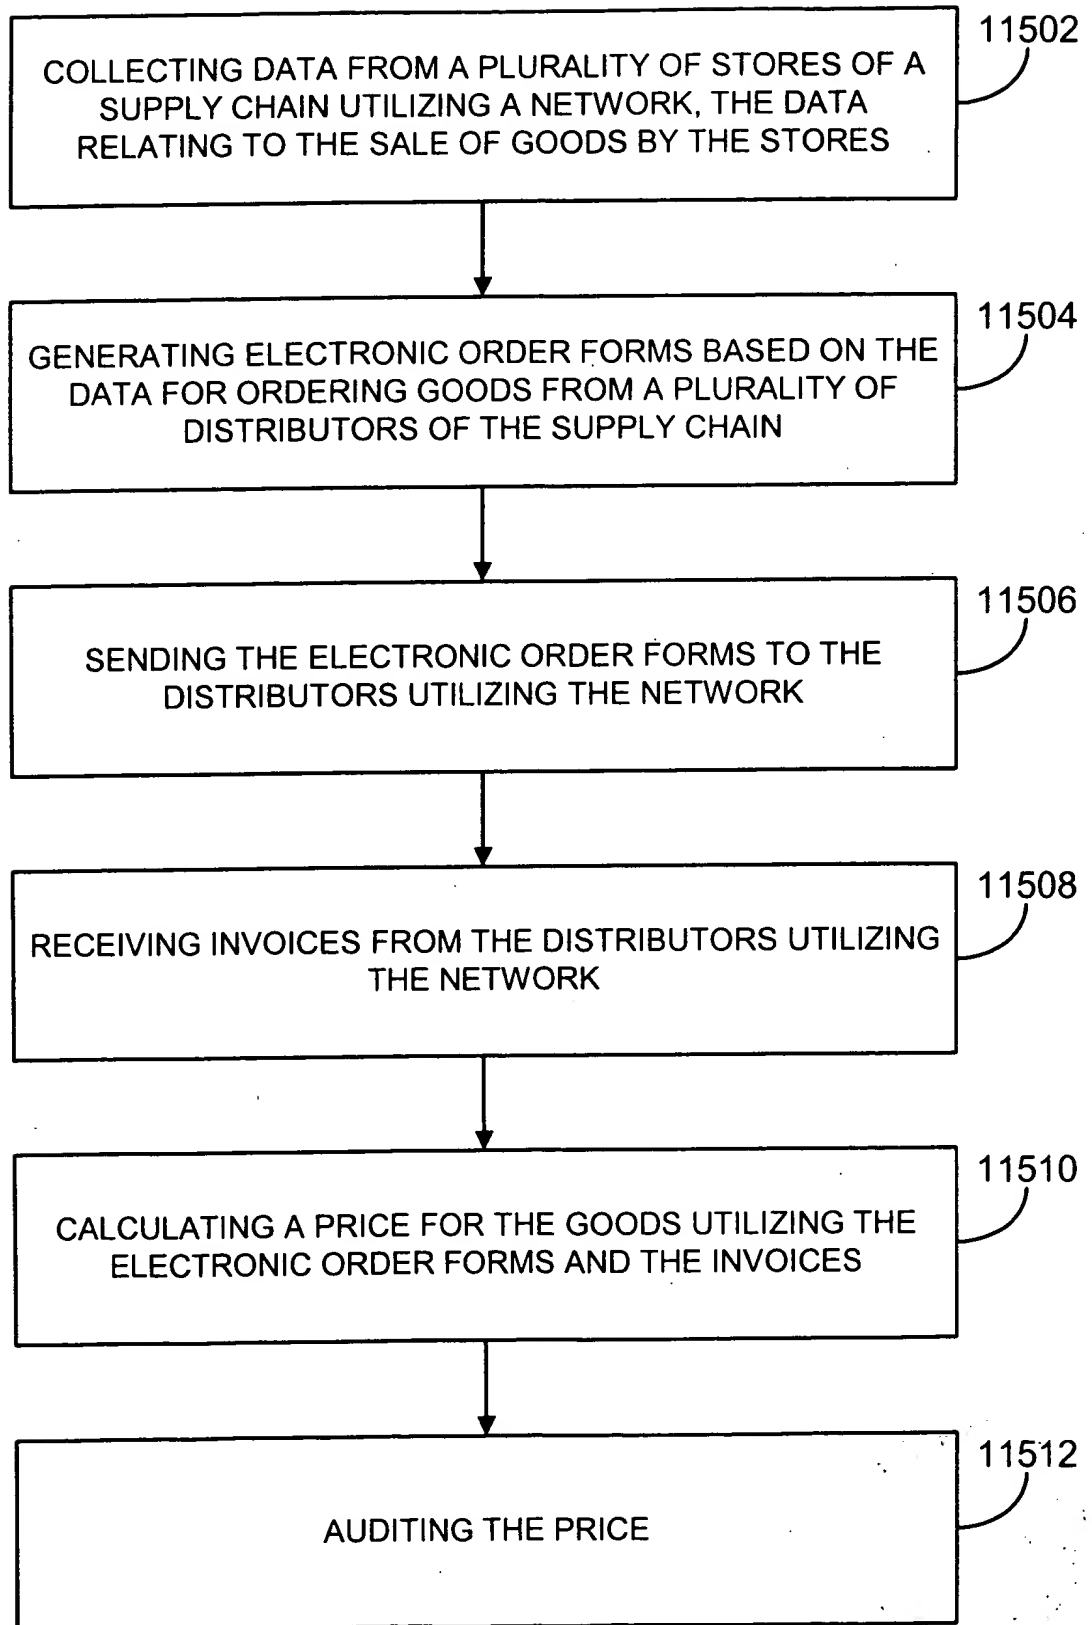 11502
COLLECTING DATA FROM A PLURALITY OF STORES OF A
SUPPLY CHAIN UTILIZING A NETWORK, THE DATA
RELATING TO THE SALE OF GOODS BY THE STORES
11504
GENERATING ELECTRONIC ORDER FORMS BASED ON THE
DATA FOR ORDERING GOODS FROM A PLURALITY OF
DISTRIBUTORS OF THE SUPPLY CHAIN
11506
SENDING THE ELECTRONIC ORDER FORMS TO THE
DISTRIBUTORS UTILIZING THE NETWORK
11508
RECEIVING INVOICES FROM THE DISTRIBUTORS UTILIZING
THE NETWORK
11510
CALCULATING A PRICE FOR THE GOODS UTILIZING THE
ELECTRONIC ORDER FORMS AND THE INVOICES
11512
AUDITING THE PRICE